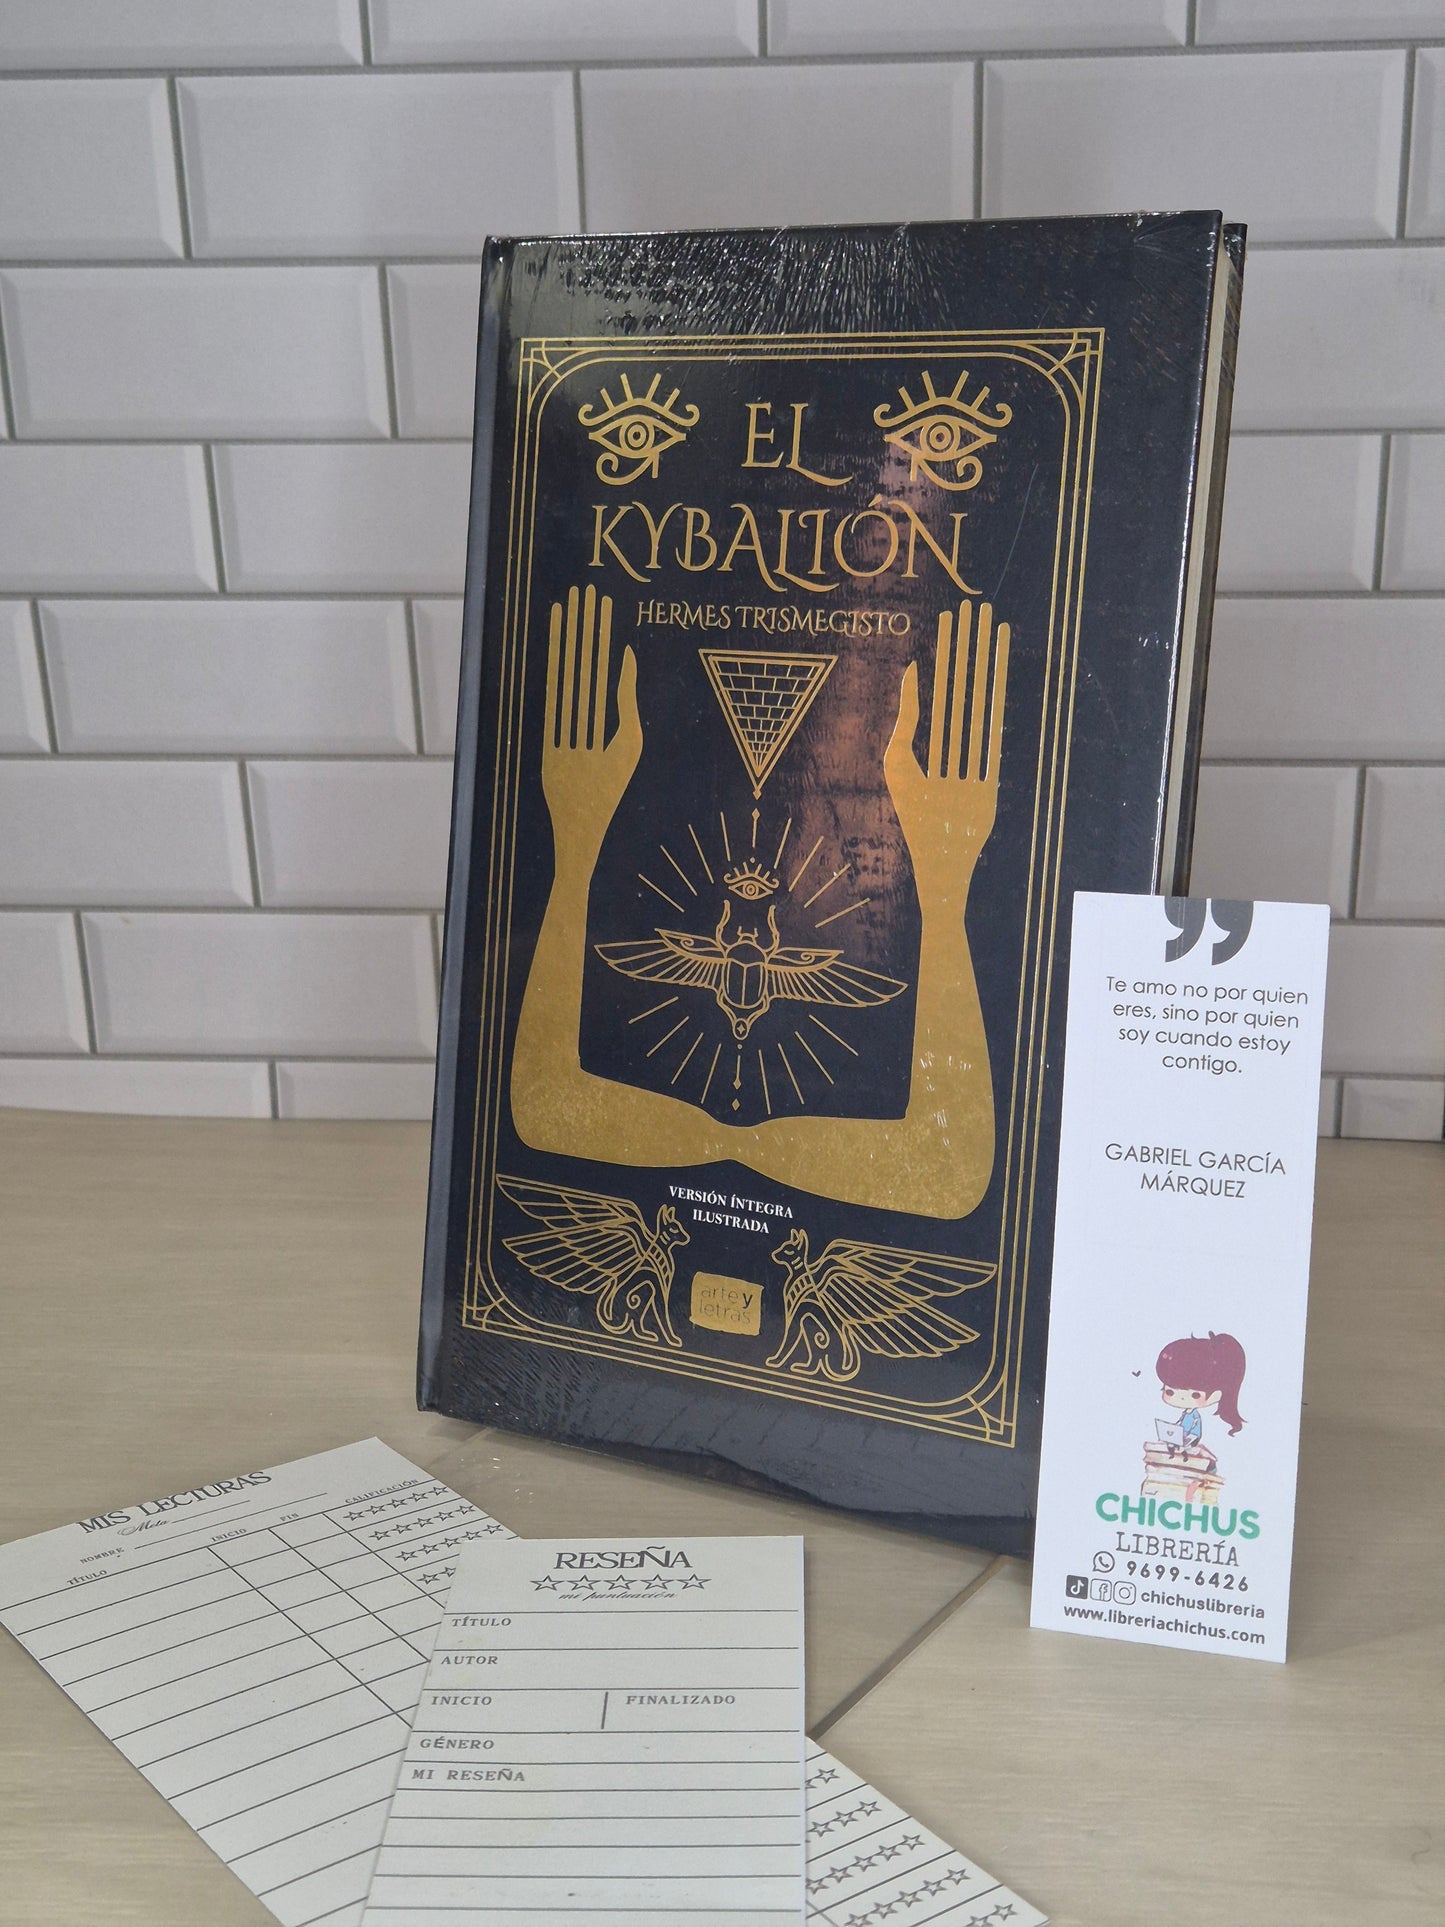 EL
KYBALIÓN
HERMES TRISMEGISTO
VERSIÓN ÍNTEGRA
ILUSTRADA
arte y
letras
Te amo no por quien
eres, sino por quien
soy cuando estoy
contigo.
GABRIEL GARCÍA
MÁRQUEZ
CHICHUS
LIBRERÍA
9699-6426
chichuslibreria
www.libreriachichus.com
MIS LECTURAS
Meta
NOMBRE
TÍTULO
INICIO
FIN
CALIFICACIÓN
RESEÑA
mi puntuación
TÍTULO
AUTOR
INICIO
FINALIZADO
GÉNERO
MI RESEÑA